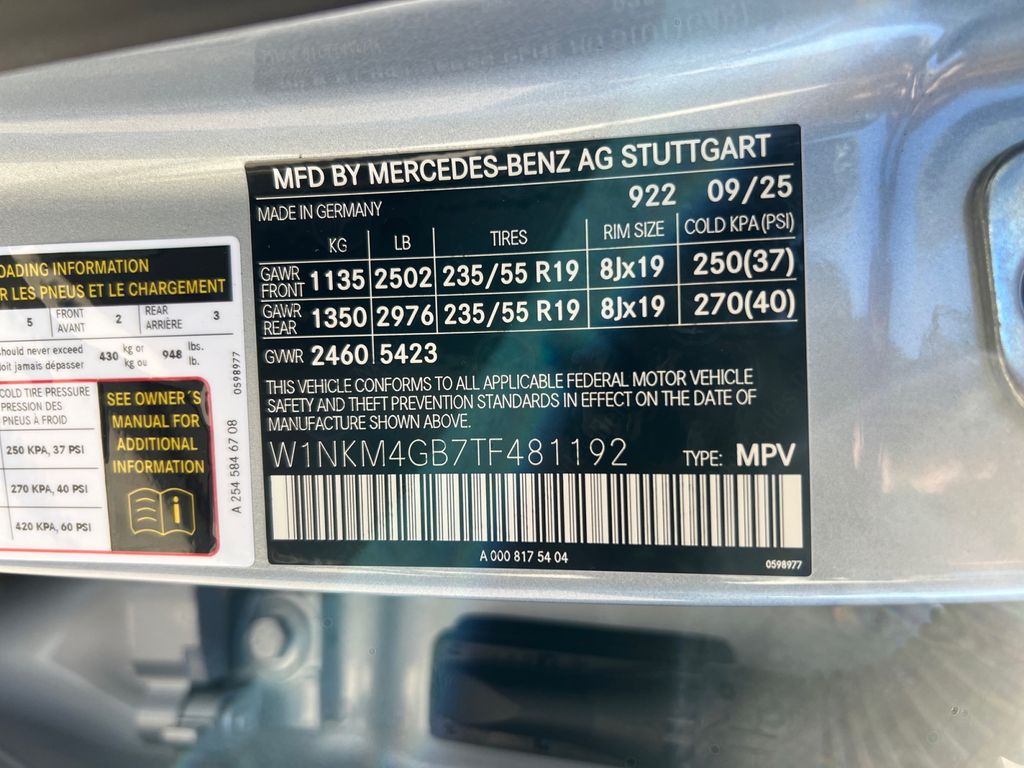 OADING INFORMATION
R LES PNEUS ET LE CHARGEMENT
5 FRONT AVANT 2 REAR ARRIÈRE 3
hould never exceed 430 kg or 948 lbs.
oit jamais dépasser kg ou lb.
COLD TIRE PRESSURE
PRESSION DES
PNEUS À FROID
250 KPA, 37 PSI
270 KPA, 40 PSI
420 KPA, 60 PSI
SEE OWNER´S
MANUAL FOR
ADDITIONAL
INFORMATION
0598977
A 254 584 67 08
MFD BY MERCEDES-BENZ AG STUTTGART
922 09/25
MADE IN GERMANY
KG LB TIRES RIM SIZE COLD KPA (PSI)
GAWR FRONT 1135 2502 235/55 R19 8Jx19 250(37)
GAWR REAR 1350 2976 235/55 R19 8Jx19 270(40)
GVWR 2460 5423
THIS VEHICLE CONFORMS TO ALL APPLICABLE FEDERAL MOTOR VEHICLE
SAFETY AND THEFT PREVENTION STANDARDS IN EFFECT ON THE DATE OF
MANUFACTURE SHOWN ABOVE.
W1NKM4GB7TF481192 TYPE: MPV
A 000 817 54 04
0598977